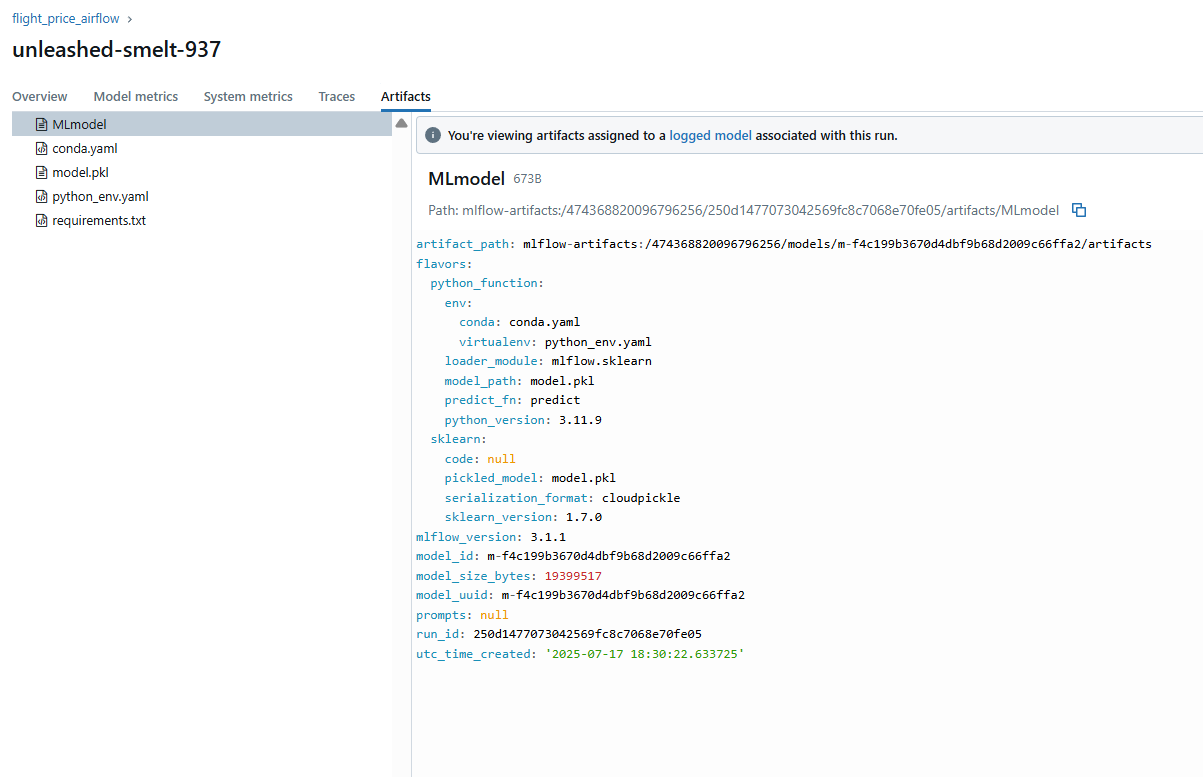 flight_price_airflow ›
unleashed-smelt-937
Overview Model metrics System metrics Traces Artifacts
MLmodel
conda.yaml
model.pkl
python_env.yaml
requirements.txt
You're viewing artifacts assigned to a logged model associated with this run.
MLmodel 673B
Path: mlflow-artifacts:/474368820096796256/250d1477073042569fc8c7068e70fe05/artifacts/MLmodel
artifact_path: mlflow-artifacts:/474368820096796256/models/m-f4c199b3670d4dbf9b68d2009c66ffa2/artifacts
flavors:
  python_function:
    env:
      conda: conda.yaml
      virtualenv: python_env.yaml
    loader_module: mlflow.sklearn
    model_path: model.pkl
    predict_fn: predict
    python_version: 3.11.9
  sklearn:
    code: null
    pickled_model: model.pkl
    serialization_format: cloudpickle
    sklearn_version: 1.7.0
mlflow_version: 3.1.1
model_id: m-f4c199b3670d4dbf9b68d2009c66ffa2
model_size_bytes: 19399517
model_uuid: m-f4c199b3670d4dbf9b68d2009c66ffa2
prompts: null
run_id: 250d1477073042569fc8c7068e70fe05
utc_time_created: '2025-07-17 18:30:22.633725'